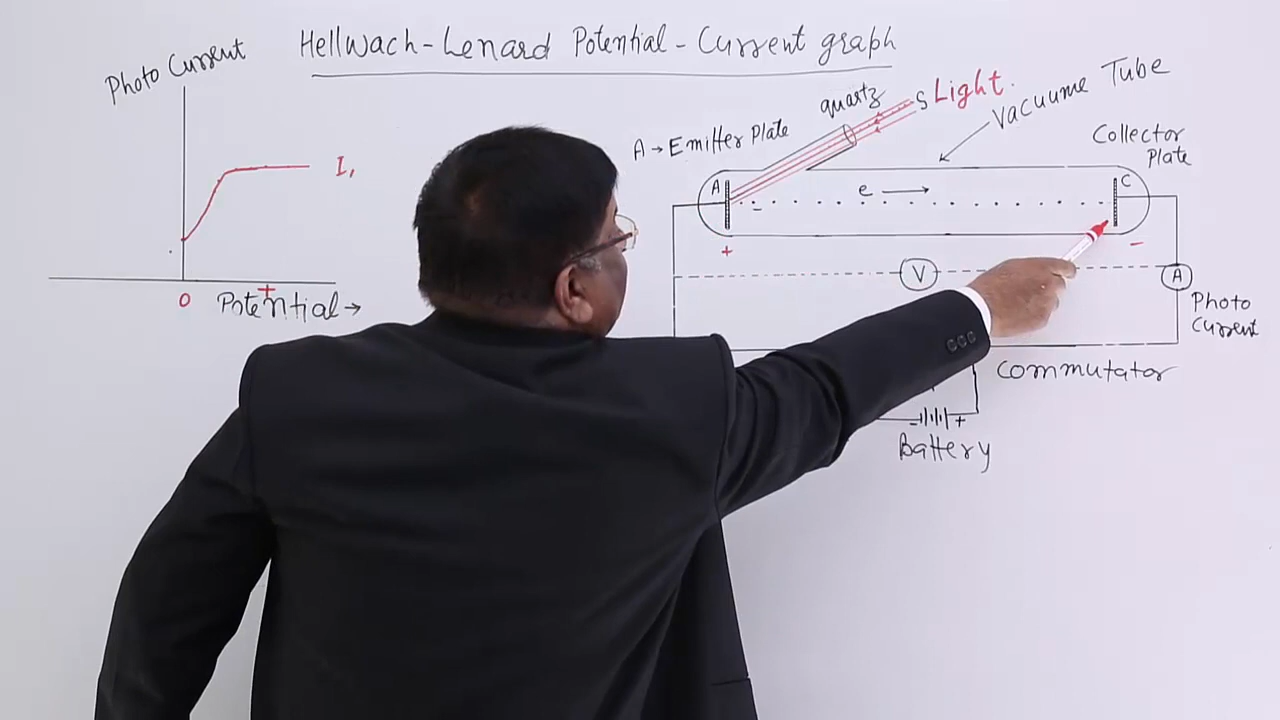 Hellwach-Lenard Potential-Current graph
Photo Current
I₁
0
+
Potential →
A → Emitter Plate
quartz
S Light.
Vacuume Tube
Collector
Plate
A
e →
C
-
+
-
V
A
Photo
Current
Commutator
- +
Battery